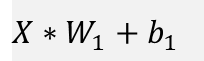 X * W₁ + b₁